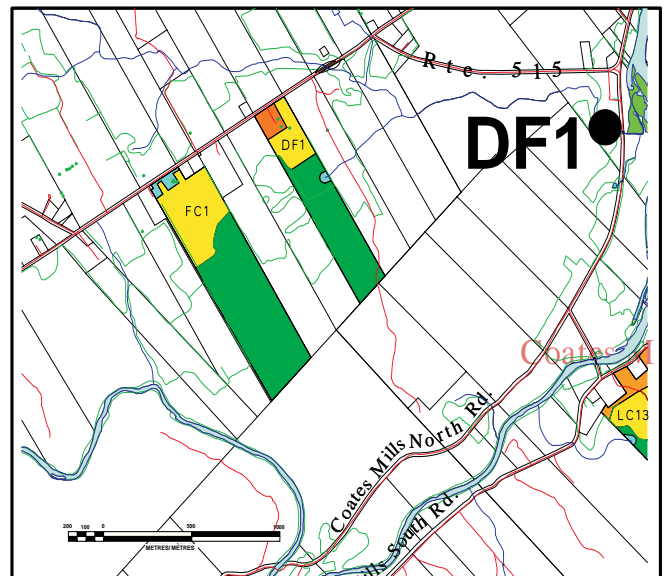 Rte. 515
DF1
DF1
FC1
Coates M
LC13
Coates Mills North Rd.
ills South Rd.
200 100 0 500 1000
METRES/MÈTRES